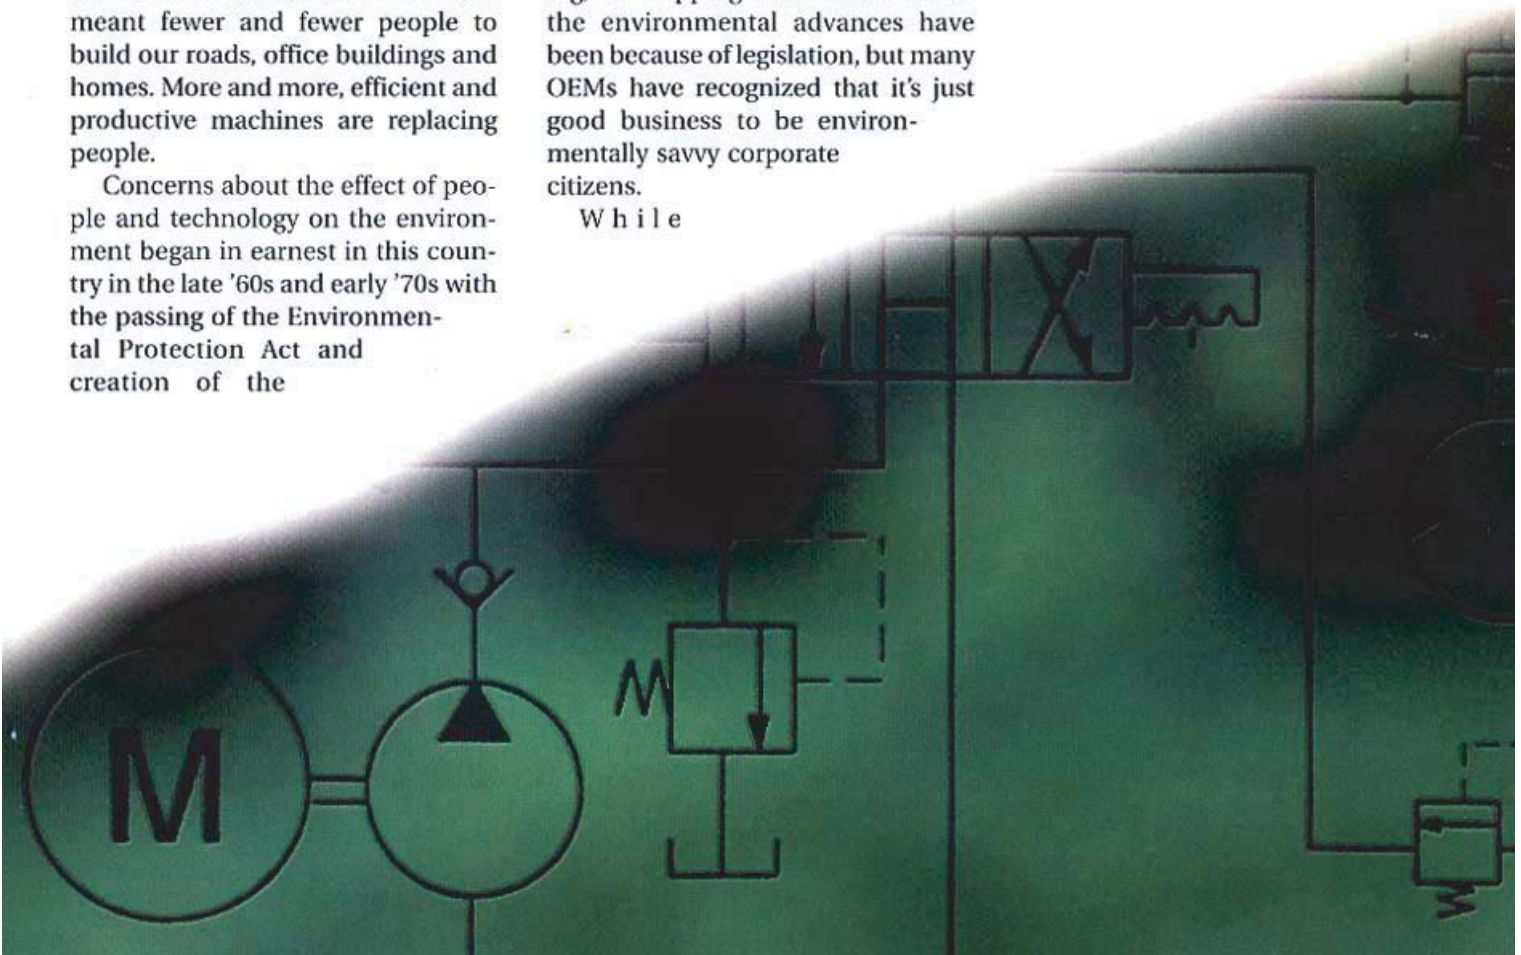 meant fewer and fewer people to
build our roads, office buildings and
homes. More and more, efficient and
productive machines are replacing
people.
Concerns about the effect of peo-
ple and technology on the environ-
ment began in earnest in this coun-
try in the late '60s and early '70s with
the passing of the Environmen-
tal Protection Act and
creation of the
the environmental advances have
been because of legislation, but many
OEMs have recognized that it's just
good business to be environ-
mentally savvy corporate
citizens.
While
M